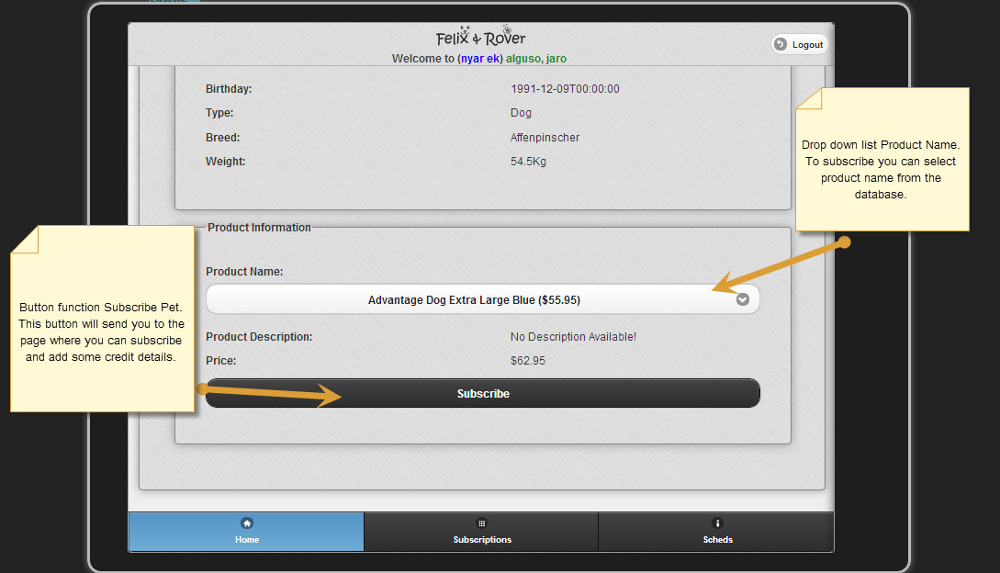 Felix & Rover
Logout
Welcome to (nyar ek) alguso, jaro
Birthday: 1991-12-09T00:00:00
Type: Dog
Breed: Affenpinscher
Weight: 54.5Kg
Drop down list Product Name.
To subscribe you can select
product name from the
database.
Product Information
Product Name:
Advantage Dog Extra Large Blue ($55.95)
Product Description: No Description Available!
Price: $62.95
Subscribe
Button function Subscribe Pet.
This button will send you to the
page where you can subscribe
and add some credit details.
Home
Subscriptions
Scheds